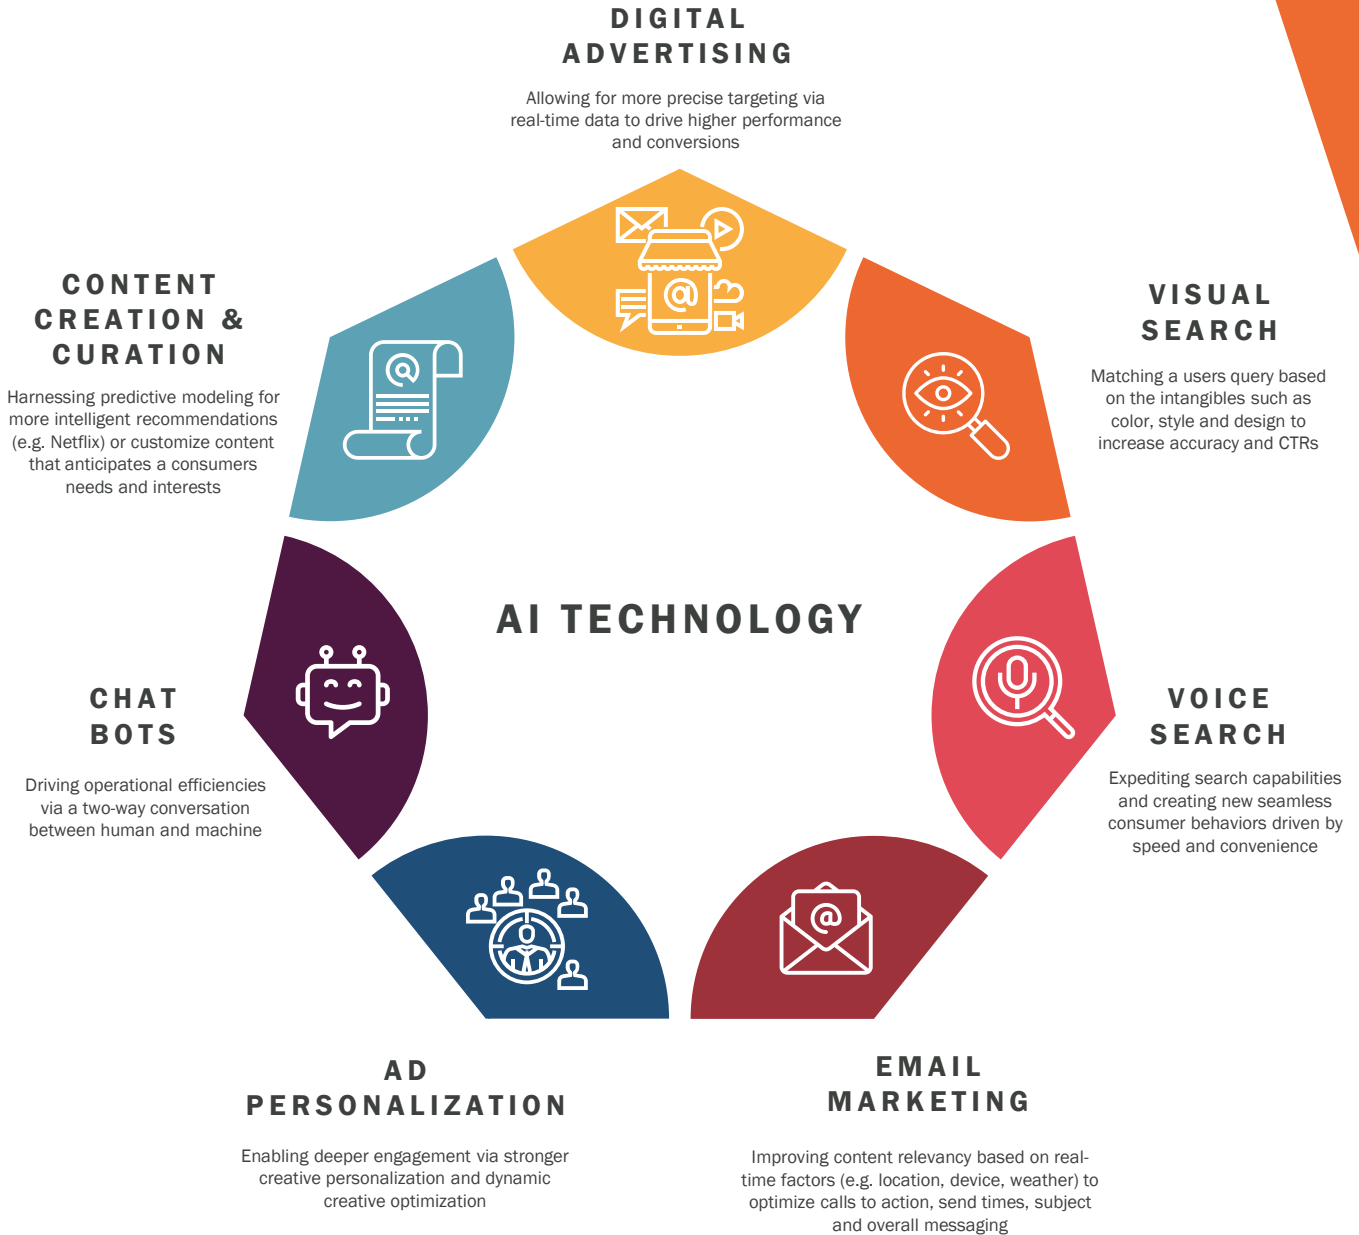 DIGITAL
ADVERTISING
Allowing for more precise targeting via
real-time data to drive higher performance
and conversions
CONTENT
CREATION &
CURATION
Harnessing predictive modeling for
more intelligent recommendations
(e.g. Netflix) or customize content
that anticipates a consumers
needs and interests
VISUAL
SEARCH
Matching a users query based
on the intangibles such as
color, style and design to
increase accuracy and CTRs
AI TECHNOLOGY
CHAT
BOTS
Driving operational efficiencies
via a two-way conversation
between human and machine
VOICE
SEARCH
Expediting search capabilities
and creating new seamless
consumer behaviors driven by
speed and convenience
AD
PERSONALIZATION
Enabling deeper engagement via stronger
creative personalization and dynamic
creative optimization
EMAIL
MARKETING
Improving content relevancy based on real-
time factors (e.g. location, device, weather) to
optimize calls to action, send times, subject
and overall messaging